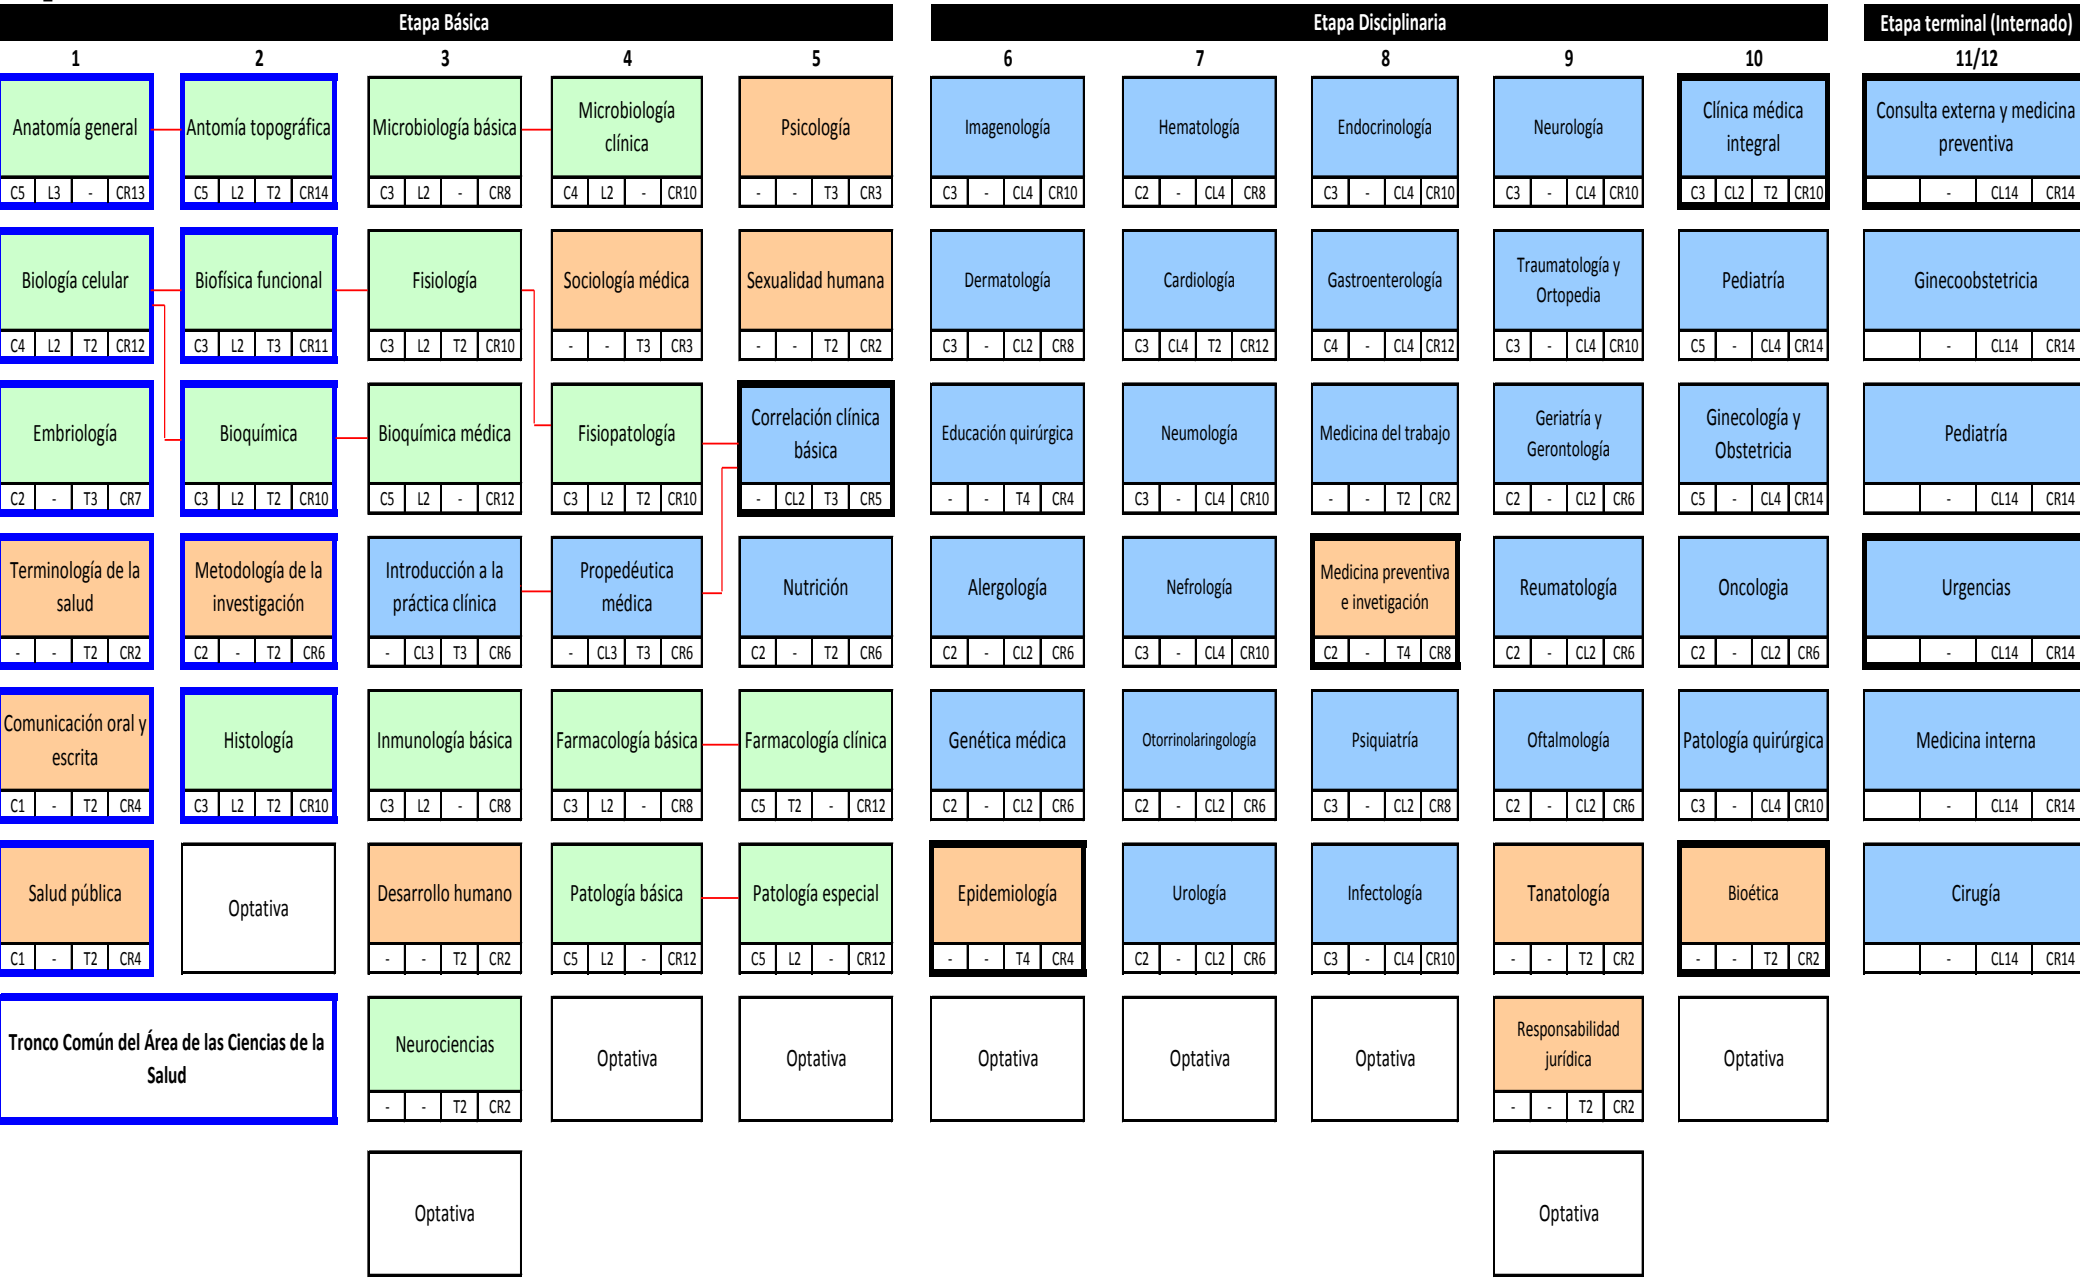 Etapa Básica
Etapa Disciplinaria
Etapa terminal (Internado)
1 2 3 4 5 6 7 8 9 10 11/12
Anatomía general
C5 L3 - CR13
Antomía topográfica
C5 L2 T2 CR14
Microbiología básica
C3 L2 - CR8
Microbiología
clínica
C4 L2 - CR10
Psicología
- - T3 CR3
Imagenología
C3 - CL4 CR10
Hematología
C2 - CL4 CR8
Endocrinología
C3 - CL4 CR10
Neurología
C3 - CL4 CR10
Clínica médica
integral
C3 CL2 T2 CR10
Consulta externa y medicina
preventiva
- CL14 CR14
Biología celular
C4 L2 T2 CR12
Biofísica funcional
C3 L2 T3 CR11
Fisiología
C3 L2 T2 CR10
Sociología médica
- - T3 CR3
Sexualidad humana
- - T2 CR2
Dermatología
C3 - CL2 CR8
Cardiología
C3 CL4 T2 CR12
Gastroenterología
C4 - CL4 CR12
Traumatología y
Ortopedia
C3 - CL4 CR10
Pediatría
C5 - CL4 CR14
Ginecoobstetricia
- CL14 CR14
Embriología
C2 - T3 CR7
Bioquímica
C3 L2 T2 CR10
Bioquímica médica
C5 L2 - CR12
Fisiopatología
C3 L2 T2 CR10
Correlación clínica
básica
- CL2 T3 CR5
Educación quirúrgica
- - T4 CR4
Neumología
C3 - CL4 CR10
Medicina del trabajo
- - T2 CR2
Geriatría y
Gerontología
C2 - CL2 CR6
Ginecología y
Obstetricia
C5 - CL4 CR14
Pediatría
- CL14 CR14
Terminología de la
salud
- - T2 CR2
Metodología de la
investigación
C2 - T2 CR6
Introducción a la
práctica clínica
- CL3 T3 CR6
Propedéutica
médica
- CL3 T3 CR6
Nutrición
C2 - T2 CR6
Alergología
C2 - CL2 CR6
Nefrología
C3 - CL4 CR10
Medicina preventiva
e invetigación
C2 - T4 CR8
Reumatología
C2 - CL2 CR6
Oncologia
C2 - CL2 CR6
Urgencias
- CL14 CR14
Comunicación oral y
escrita
C1 - T2 CR4
Histología
C3 L2 T2 CR10
Inmunología básica
C3 L2 - CR8
Farmacología básica
C3 L2 - CR8
Farmacología clínica
C5 T2 - CR12
Genética médica
C2 - CL2 CR6
Otorrinolaringología
C2 - CL2 CR6
Psiquiatría
C3 - CL2 CR8
Oftalmología
C2 - CL2 CR6
Patología quirúrgica
C3 - CL4 CR10
Medicina interna
- CL14 CR14
Salud pública
C1 - T2 CR4
Optativa
Desarrollo humano
- - T2 CR2
Patología básica
C5 L2 - CR12
Patología especial
C5 L2 - CR12
Epidemiología
- - T4 CR4
Urología
C2 - CL2 CR6
Infectología
C3 - CL4 CR10
Tanatología
- - T2 CR2
Bioética
- - T2 CR2
Cirugía
- CL14 CR14
Tronco Común del Área de las Ciencias de la
Salud
Neurociencias
- - T2 CR2
Optativa
Optativa
Optativa
Optativa
Optativa
Responsabilidad
jurídica
- - T2 CR2
Optativa
Optativa
Optativa